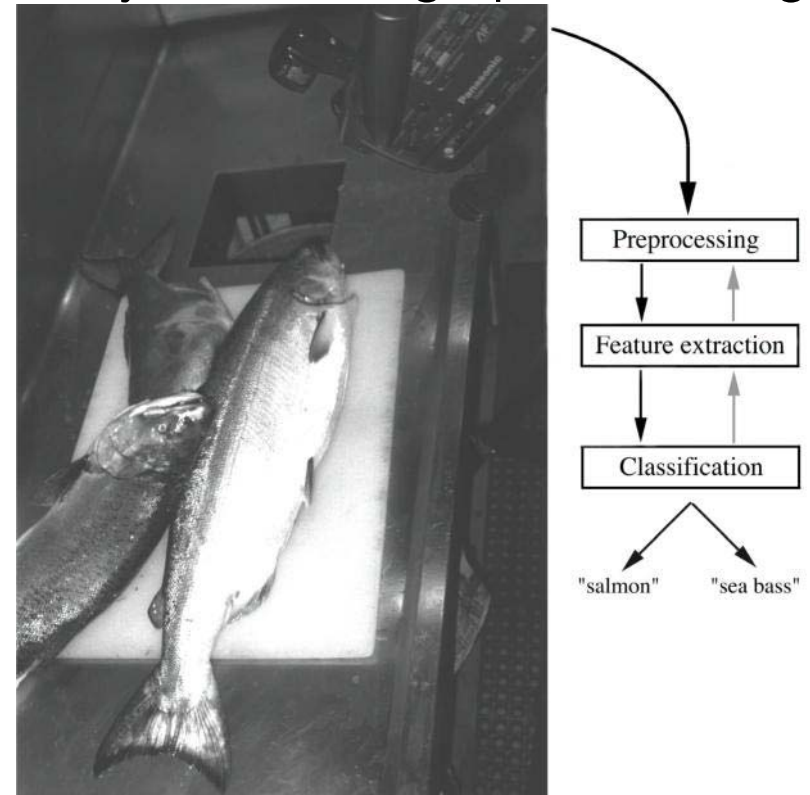 Panasonic
Preprocessing
Feature extraction
Classification
"salmon" "sea bass"